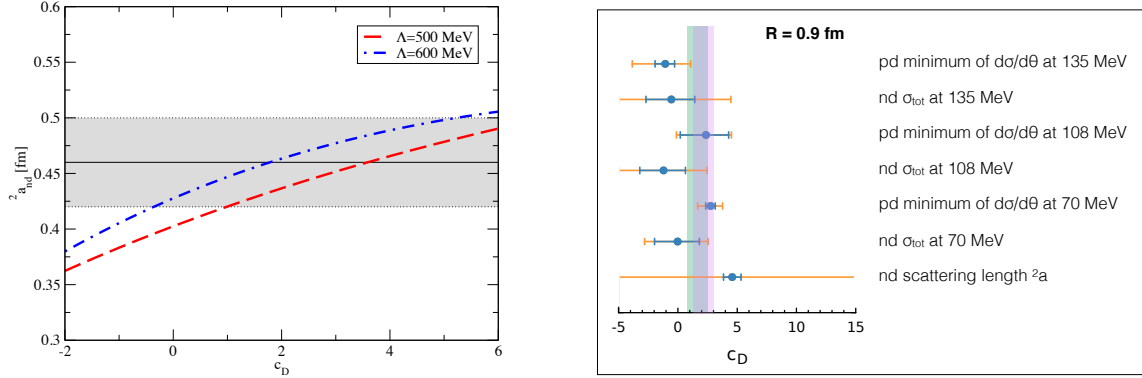 0.6
0.55
0.5
0.45
0.4
0.35
0.3
²a_nd [fm]
Λ=500 MeV
Λ=600 MeV
-2
0
2
4
6
c_D
R = 0.9 fm
pd minimum of dσ/dθ at 135 MeV
nd σ_tot at 135 MeV
pd minimum of dσ/dθ at 108 MeV
nd σ_tot at 108 MeV
pd minimum of dσ/dθ at 70 MeV
nd σ_tot at 70 MeV
nd scattering length ²a
-5
0
5
10
15
c_D